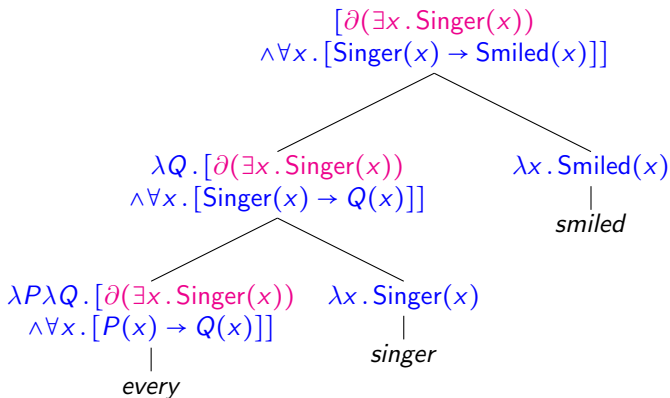 [∂(∃x . Singer(x))
∧∀x . [Singer(x) → Smiled(x)]]
λQ . [∂(∃x . Singer(x))
∧∀x . [Singer(x) → Q(x)]]
λx . Smiled(x)
smiled
λPλQ . [∂(∃x . Singer(x))
∧∀x . [P(x) → Q(x)]]
every
λx . Singer(x)
singer